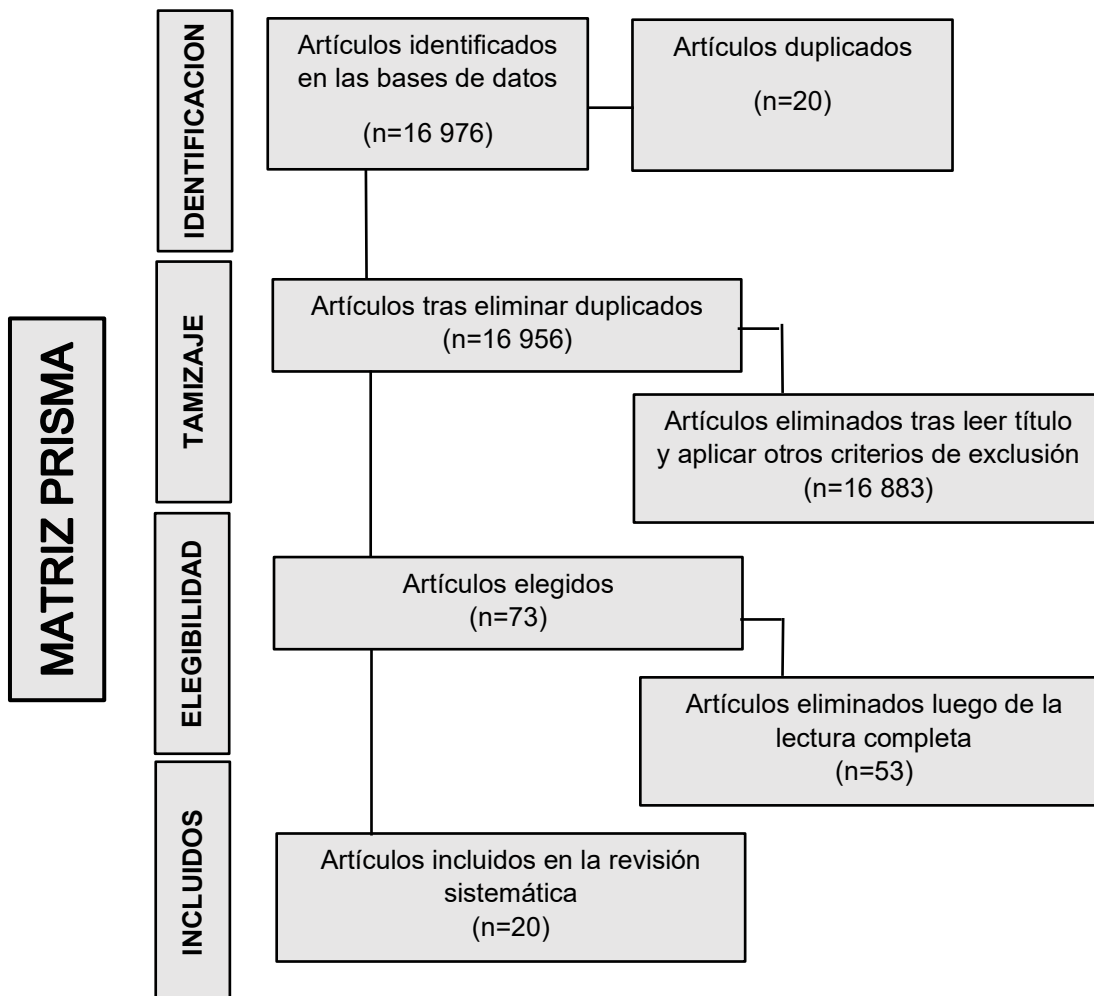 MATRIZ PRISMA
IDENTIFICACION
Artículos identificados
en las bases de datos
(n=16 976)
Artículos duplicados
(n=20)
TAMIZAJE
Artículos tras eliminar duplicados
(n=16 956)
Artículos eliminados tras leer título
y aplicar otros criterios de exclusión
(n=16 883)
ELEGIBILIDAD
Artículos elegidos
(n=73)
Artículos eliminados luego de la
lectura completa
(n=53)
INCLUIDOS
Artículos incluidos en la revisión
sistemática
(n=20)